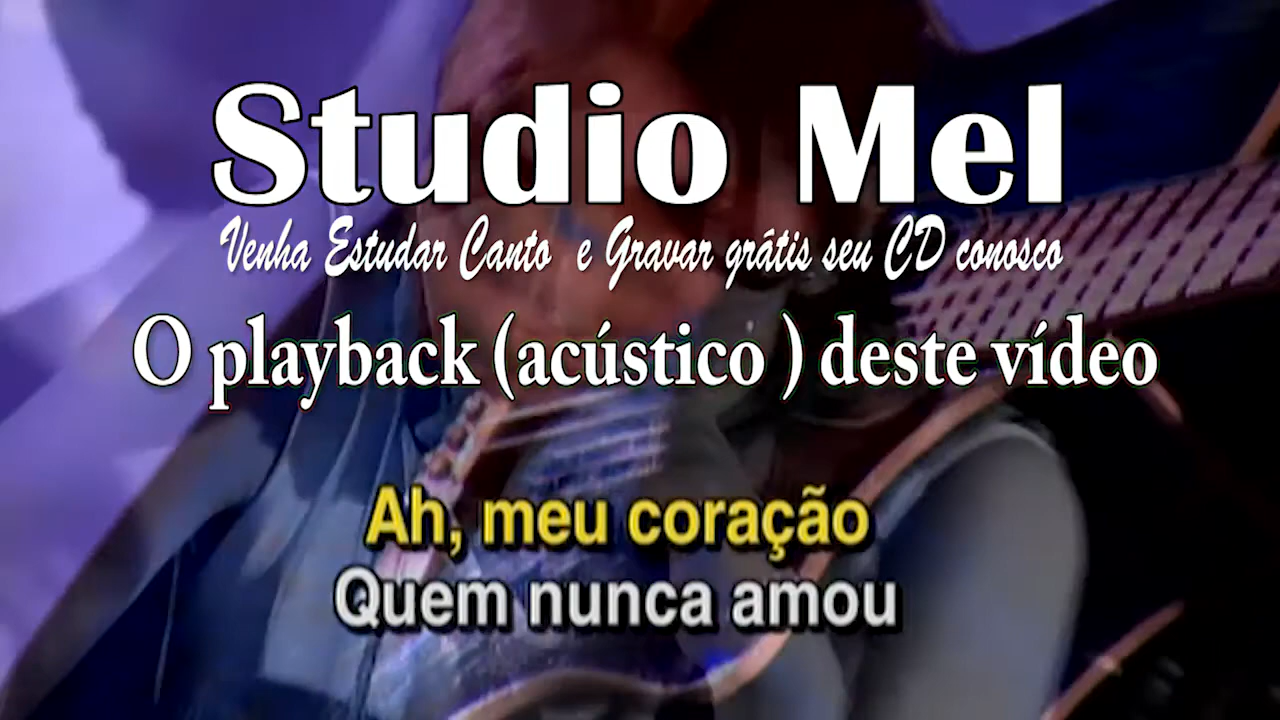 Studio Mel
Venha Estudar Canto e Gravar grátis seu CD conosco
O playback (acústico ) deste vídeo
Ah, meu coração
Quem nunca amou